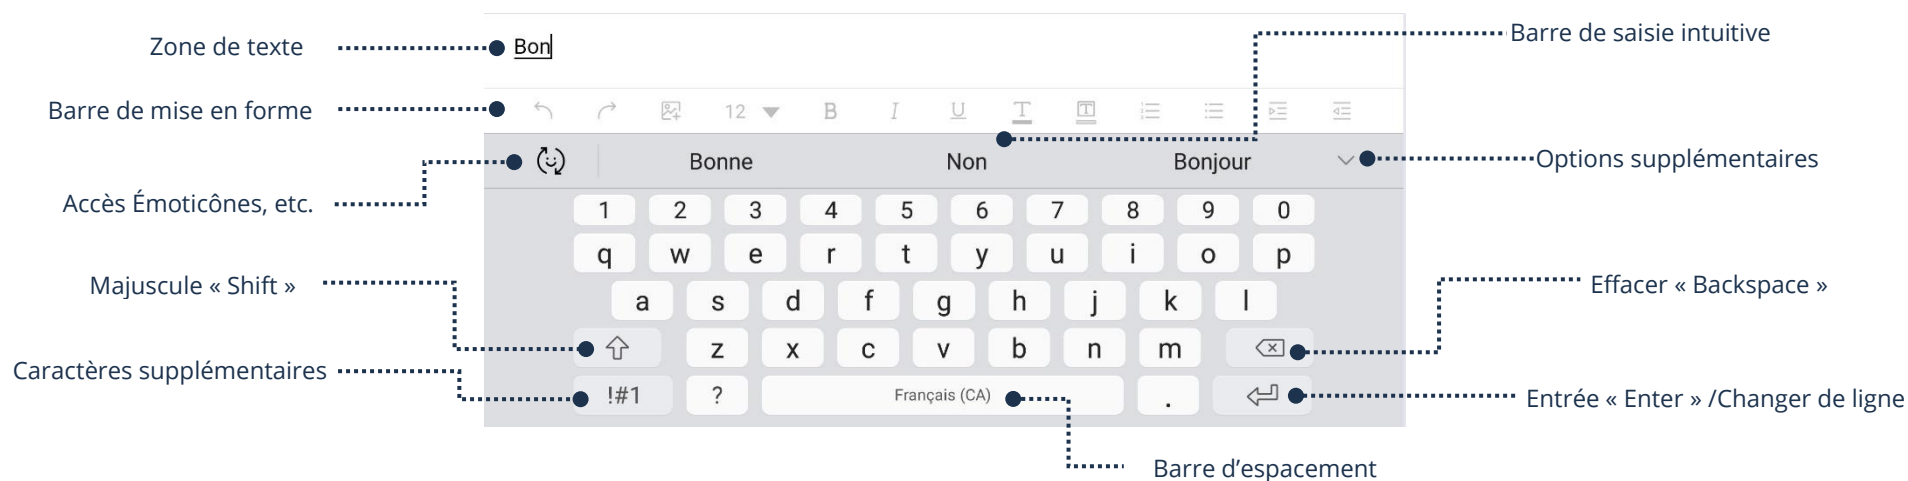 Zone de texte
Bon
Barre de saisie intuitive
Barre de mise en forme
12 B I U T T
Bonne Non Bonjour
Options supplémentaires
Accès Émoticônes, etc.
1 2 3 4 5 6 7 8 9 0
q w e r t y u i o p
Majuscule « Shift »
a s d f g h j k l
Effacer « Backspace »
z x c v b n m
Caractères supplémentaires
!#1 ? Français (CA) .
Entrée « Enter » /Changer de ligne
Barre d’espacement